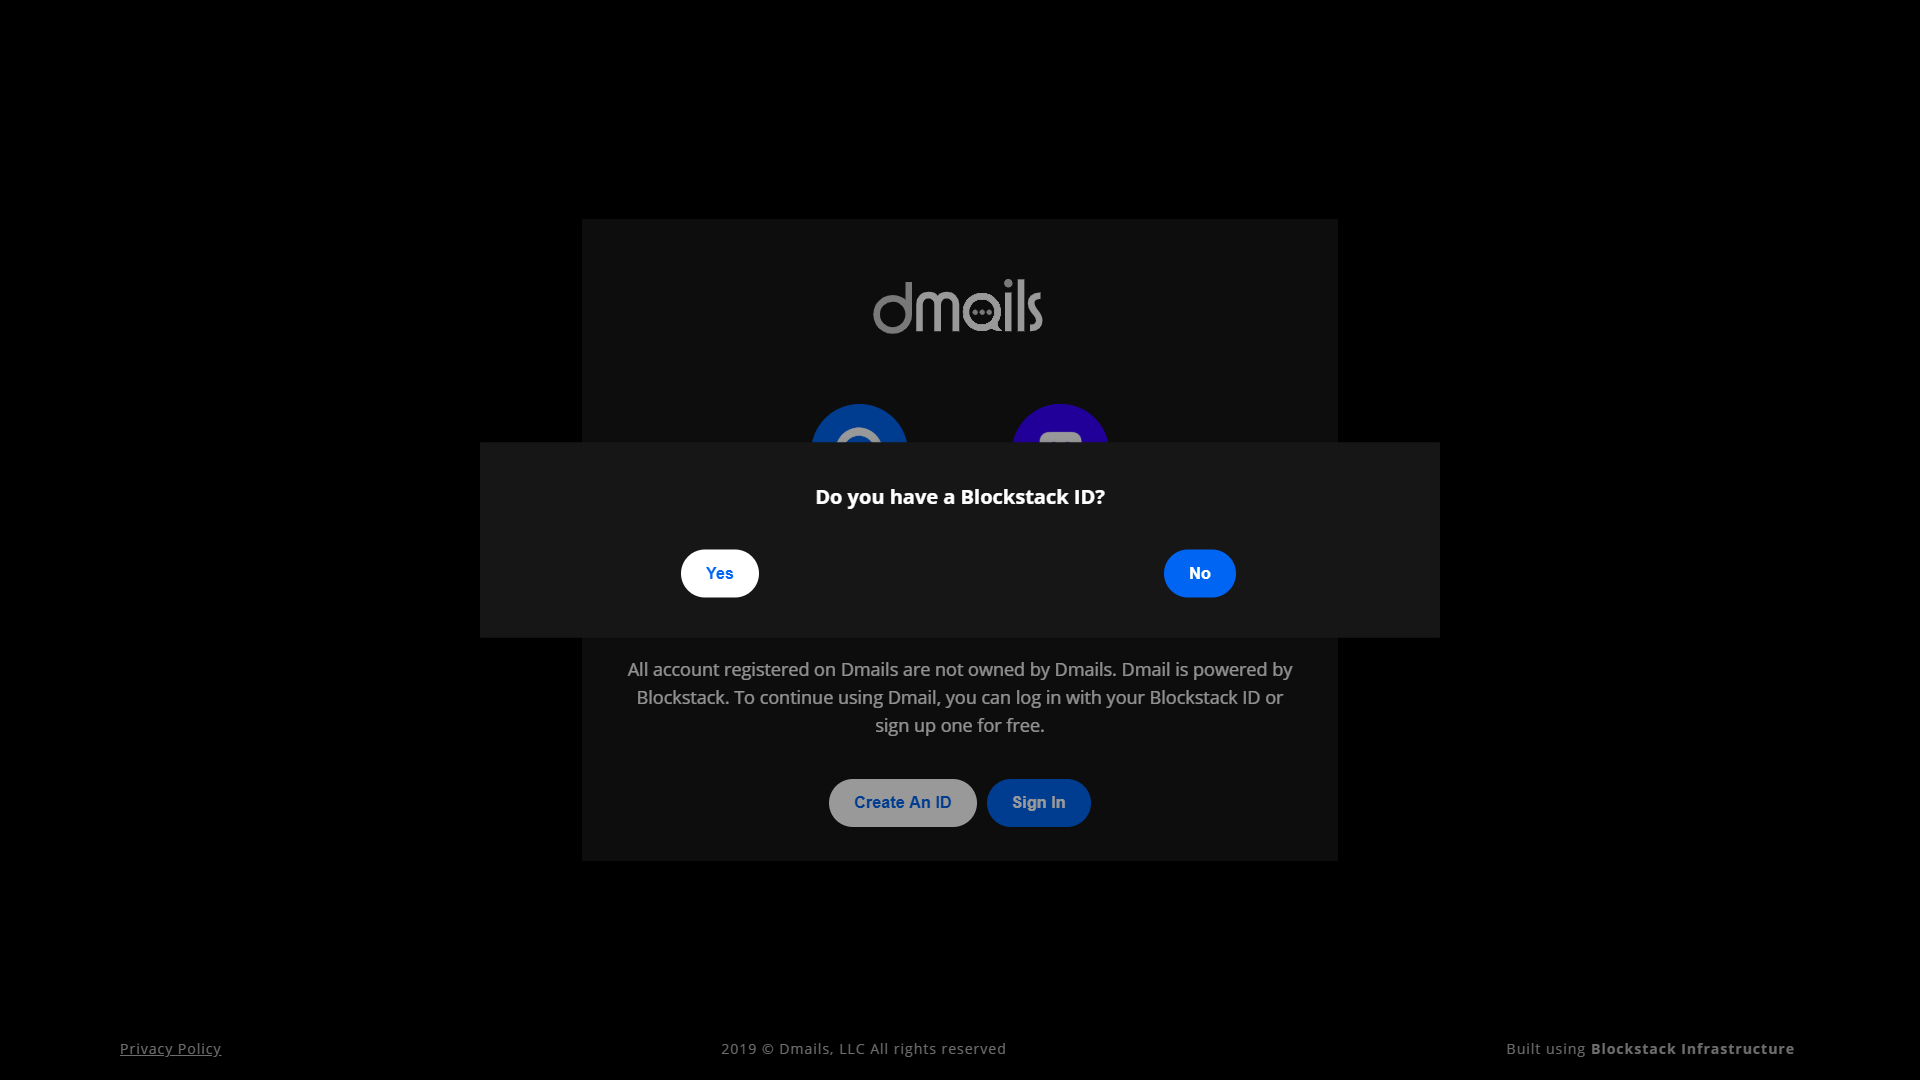 dmails
Do you have a Blockstack ID?
Yes
No
All account registered on Dmails are not owned by Dmails. Dmail is powered by
Blockstack. To continue using Dmail, you can log in with your Blockstack ID or
sign up one for free.
Create An ID
Sign In
Privacy Policy
2019 © Dmails, LLC All rights reserved
Built using Blockstack Infrastructure